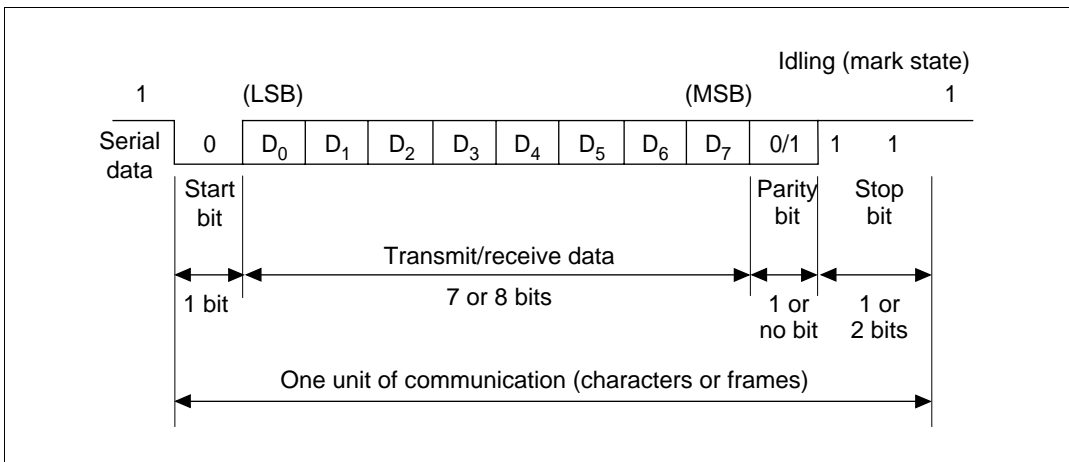 Idling (mark state)
1 (LSB) (MSB) 1
Serial data
0 D0 D1 D2 D3 D4 D5 D6 D7 0/1 1 1
Start bit
Parity bit
Stop bit
Transmit/receive data
1 bit
7 or 8 bits
1 or no bit
1 or 2 bits
One unit of communication (characters or frames)